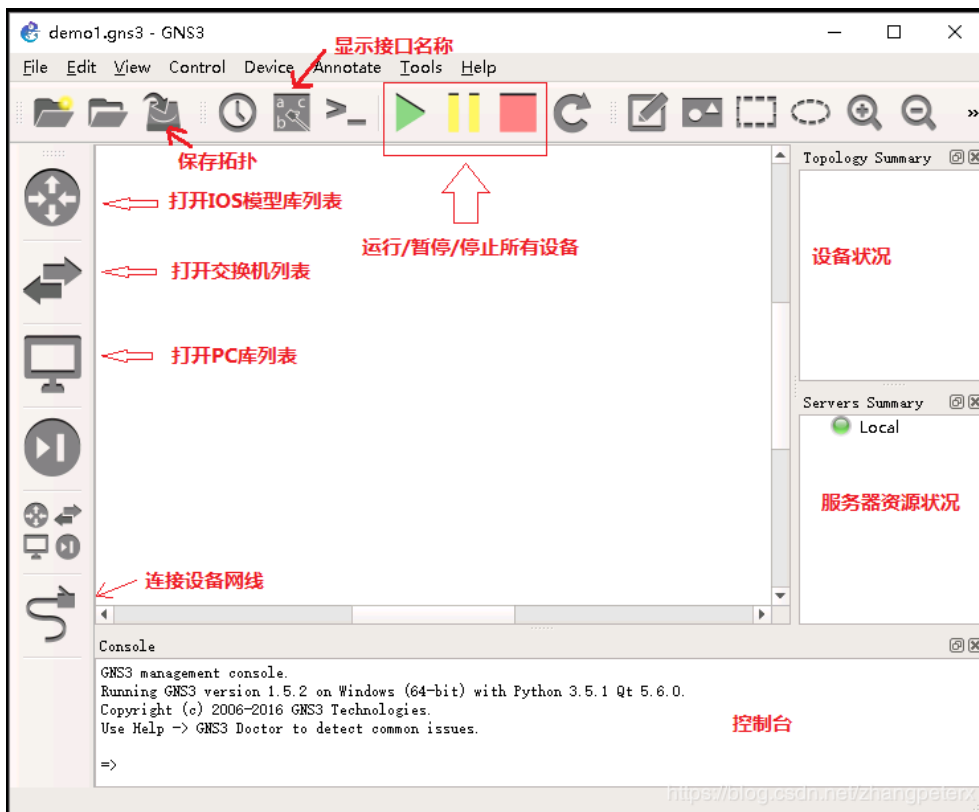 demo1.gns3 - GNS3
显示接口名称
File Edit View Control Device Annotate Tools Help
a c
b
保存拓扑
Topology Summary
打开IOS模型库列表
运行/暂停/停止所有设备
设备状况
打开交换机列表
打开PC库列表
Servers Summary
Local
服务器资源状况
连接设备网线
Console
GNS3 management console.
Running GNS3 version 1.5.2 on Windows (64-bit) with Python 3.5.1 Qt 5.6.0.
Copyright (c) 2006-2016 GNS3 Technologies.
Use Help -> GNS3 Doctor to detect common issues.
控制台
=>
https://blog.csdn.net/zhangpeterx